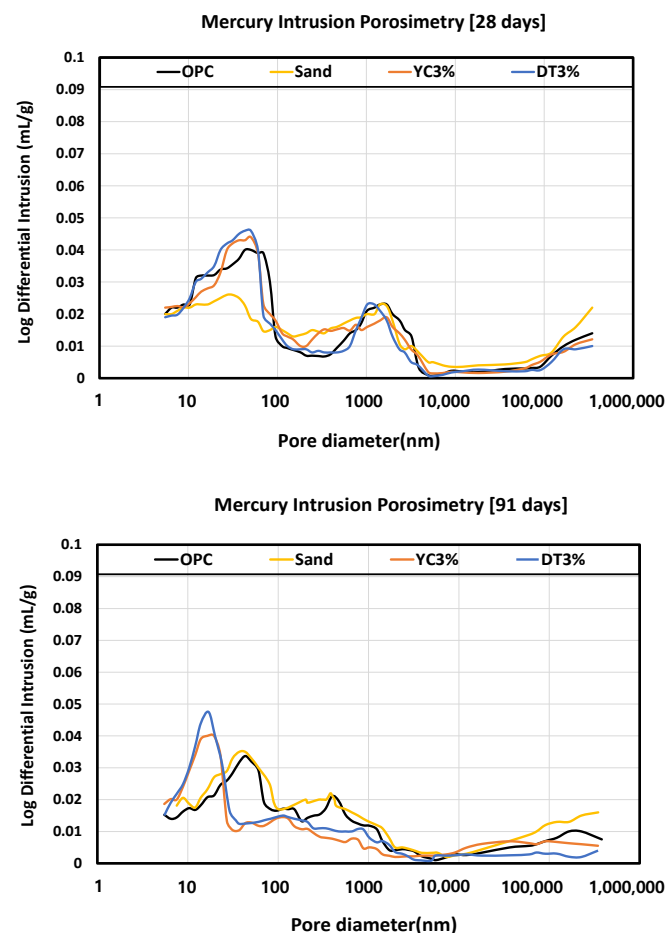 Mercury Intrusion Porosimetry [28 days]
Log Differential Intrusion (mL/g)
0.1
OPC Sand YC3% DT3%
0.09
0.08
0.07
0.06
0.05
0.04
0.03
0.02
0.01
0
1 10 100 1000 10,000 100,000 1,000,000
Pore diameter(nm)
Mercury Intrusion Porosimetry [91 days]
Log Differential Intrusion (mL/g)
0.1
OPC Sand YC3% DT3%
0.09
0.08
0.07
0.06
0.05
0.04
0.03
0.02
0.01
0
1 10 100 1000 10,000 100,000 1,000,000
Pore diameter(nm)